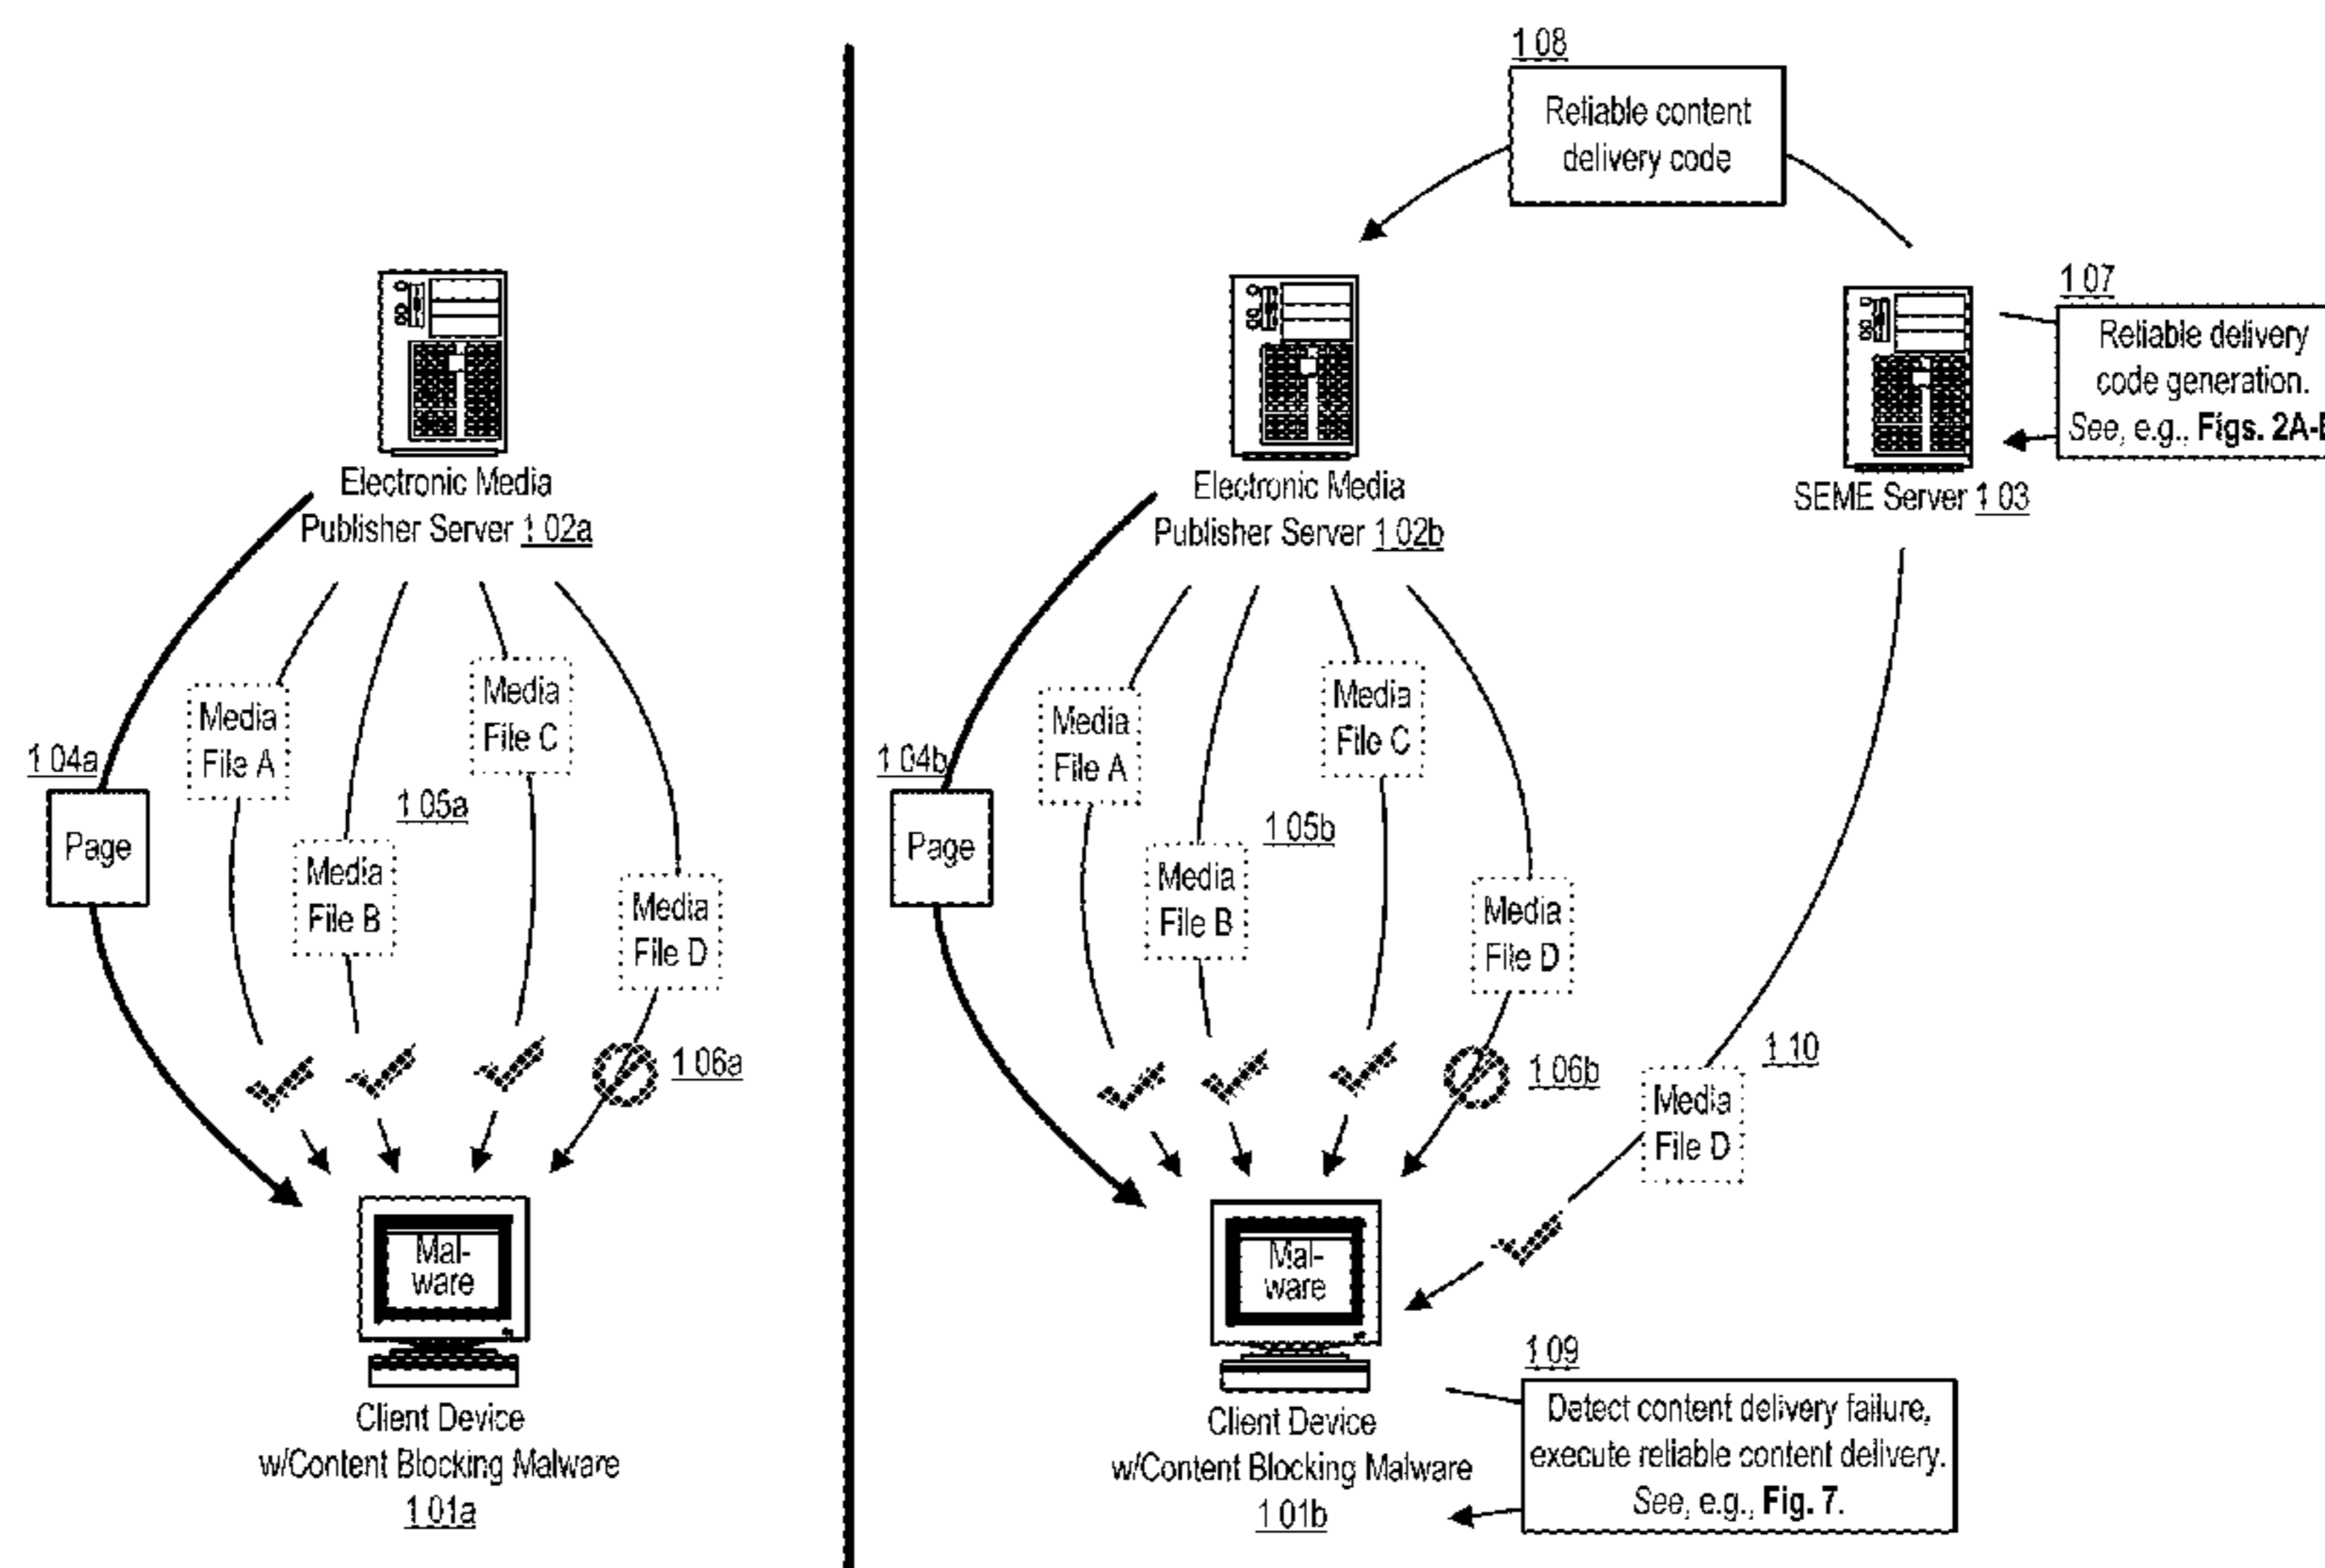 Electronic Media
Publisher Server 102a
104a
Page
Media
File A
105a
Media
File B
Media
File C
Media
File D
106a
Mal-
ware
Client Device
w/Content Blocking Malware
101a
108
Reliable content
delivery code
Electronic Media
Publisher Server 102b
SEME Server 103
107
Reliable delivery
code generation.
See, e.g., Figs. 2A-
104b
Page
Media
File A
105b
Media
File B
Media
File C
Media
File D
106b
110
Media
File D
Mal-
ware
Client Device
w/Content Blocking Malware
101b
109
Detect content delivery failure,
execute reliable content delivery.
See, e.g., Fig. 7.